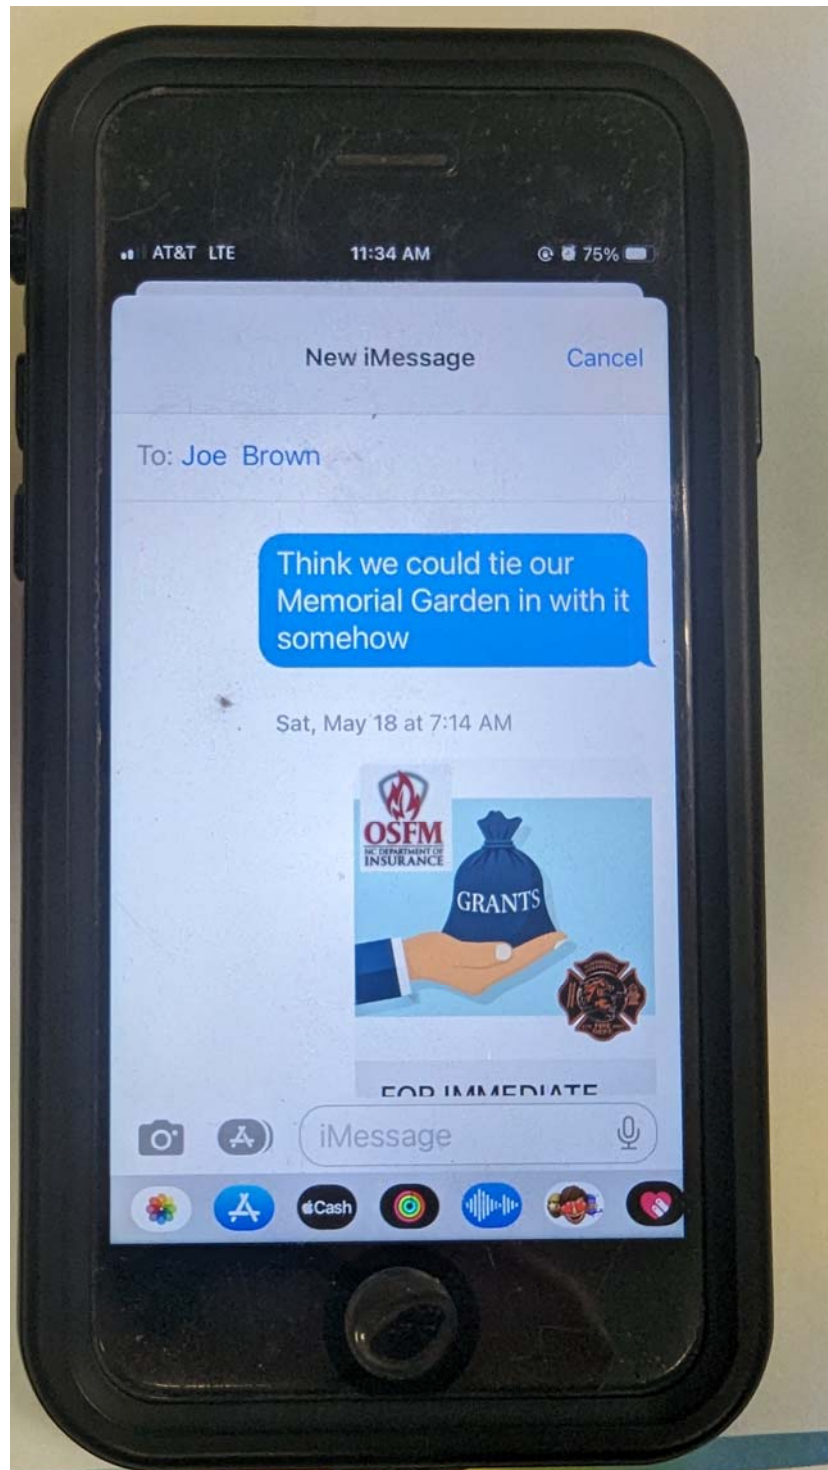 AT&T LTE 11:34 AM 75%
New iMessage Cancel
To: Joe Brown
Think we could tie our
Memorial Garden in with it
somehow
Sat, May 18 at 7:14 AM
OSFM
NC DEPARTMENT OF
INSURANCE
GRANTS
FOR IMMEDIATE
iMessage
Cash